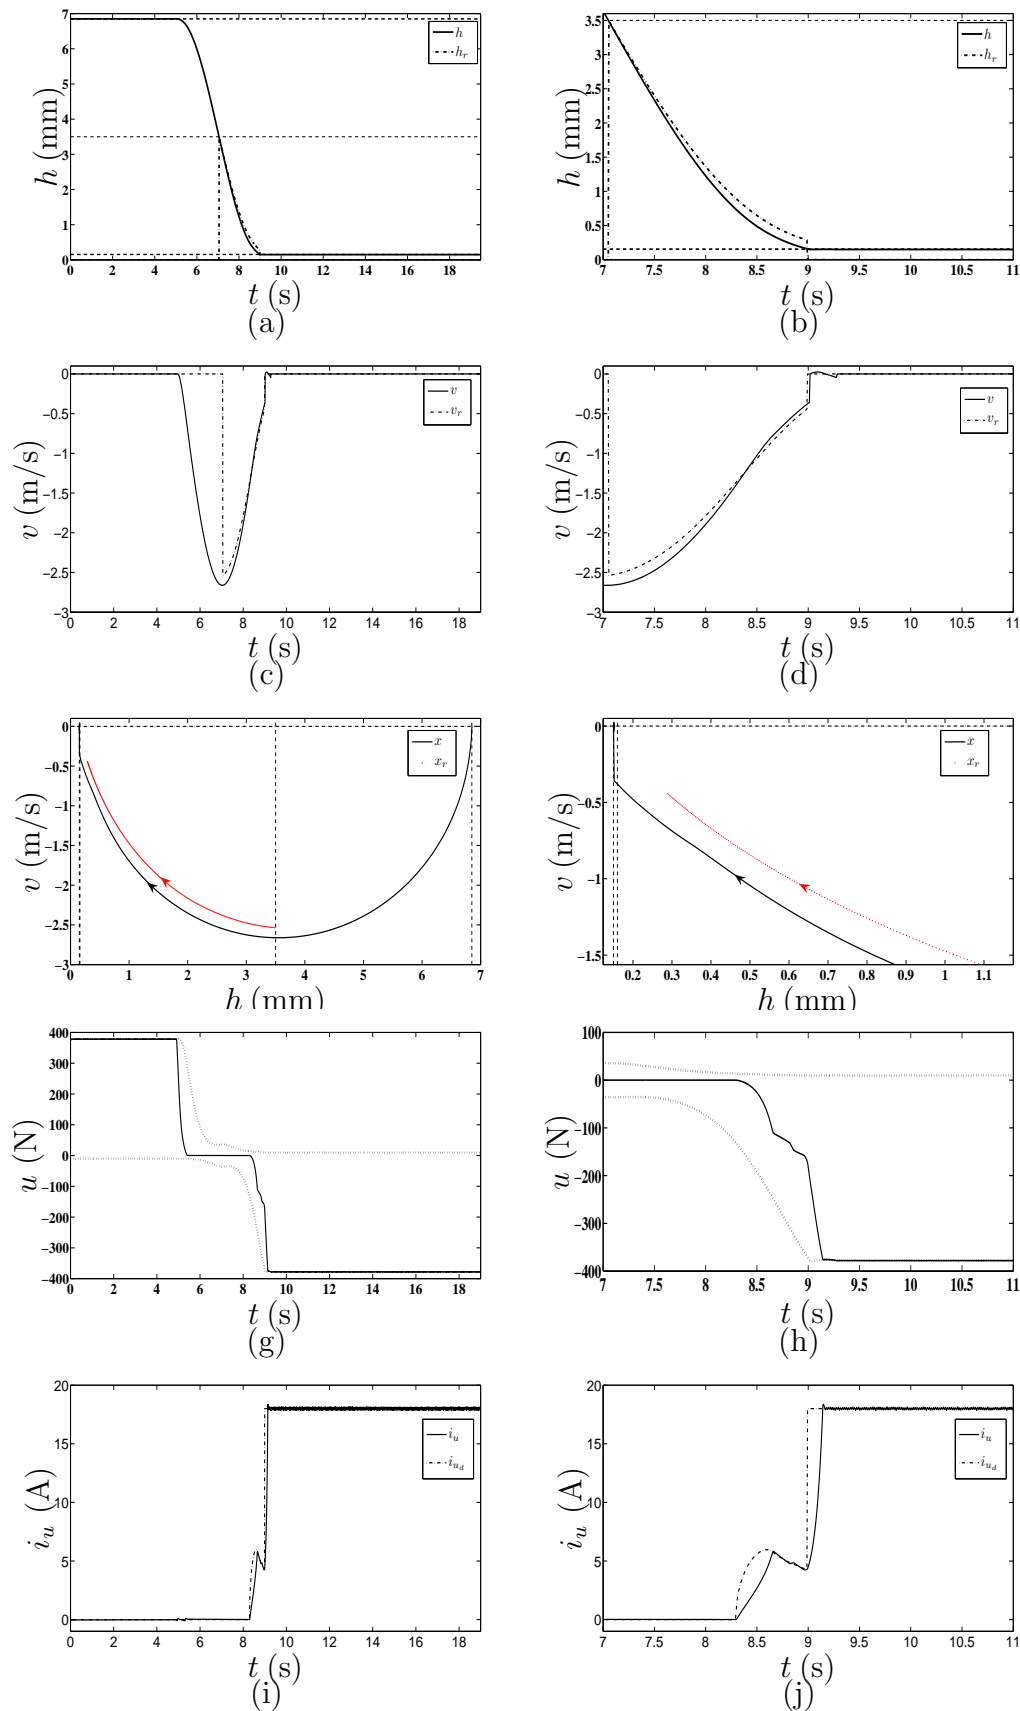 7
6
5
4
3
2
1
0
h (mm)
h
h_r
0 2 4 6 8 10 12 14 16 18
t (s)
(a)
3.5
3
2.5
2
1.5
1
0.5
0
h (mm)
h
h_r
7 7.5 8 8.5 9 9.5 10 10.5 11
t (s)
(b)
0
−0.5
−1
−1.5
−2
−2.5
−3
v (m/s)
v
v_r
0 2 4 6 8 10 12 14 16 18
t (s)
(c)
0
−0.5
−1
−1.5
−2
−2.5
−3
v (m/s)
v
v_r
7 7.5 8 8.5 9 9.5 10 10.5 11
t (s)
(d)
0
−0.5
−1
−1.5
−2
−2.5
−3
v (m/s)
x
x_r
0 1 2 3 4 5 6 7
h (mm)
0
−0.5
−1
−1.5
v (m/s)
x
x_r
0.2 0.3 0.4 0.5 0.6 0.7 0.8 0.9 1 1.1
h (mm)
400
300
200
100
0
−100
−200
−300
−400
u (N)
0 2 4 6 8 10 12 14 16 18
t (s)
(g)
100
0
−100
−200
−300
−400
u (N)
7 7.5 8 8.5 9 9.5 10 10.5 11
t (s)
(h)
20
15
10
5
0
i_u (A)
i_u
i_{u_d}
0 2 4 6 8 10 12 14 16 18
t (s)
(i)
20
15
10
5
0
i_u (A)
i_u
i_{u_d}
7 7.5 8 8.5 9 9.5 10 10.5 11
t (s)
(j)